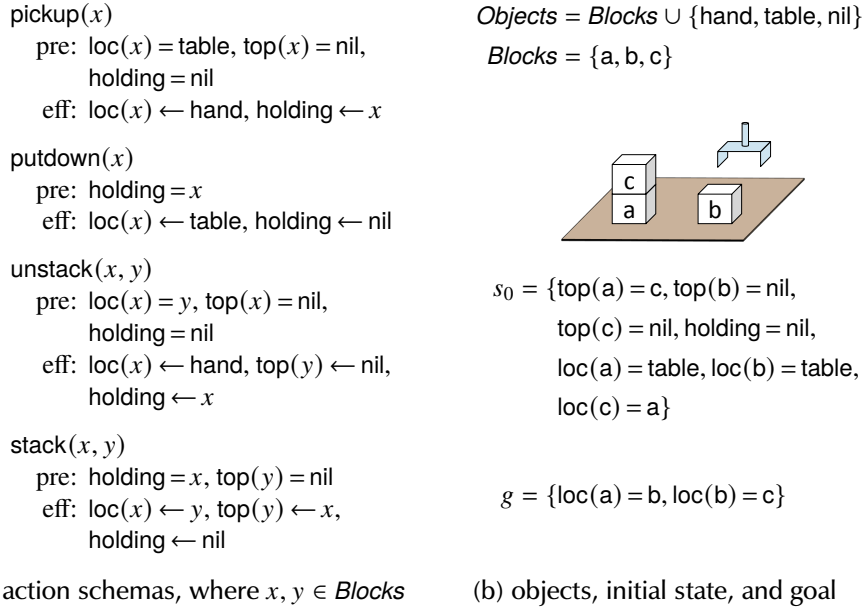 pickup(x)
pre: loc(x) = table, top(x) = nil,
holding = nil
eff: loc(x) ← hand, holding ← x
putdown(x)
pre: holding = x
eff: loc(x) ← table, holding ← nil
unstack(x, y)
pre: loc(x) = y, top(x) = nil,
holding = nil
eff: loc(x) ← hand, top(y) ← nil,
holding ← x
stack(x, y)
pre: holding = x, top(y) = nil
eff: loc(x) ← y, top(y) ← x,
holding ← nil
action schemas, where x, y ∈ Blocks
Objects = Blocks ∪ {hand, table, nil}
Blocks = {a, b, c}
c
a
b
s₀ = {top(a) = c, top(b) = nil,
top(c) = nil, holding = nil,
loc(a) = table, loc(b) = table,
loc(c) = a}
g = {loc(a) = b, loc(b) = c}
(b) objects, initial state, and goal